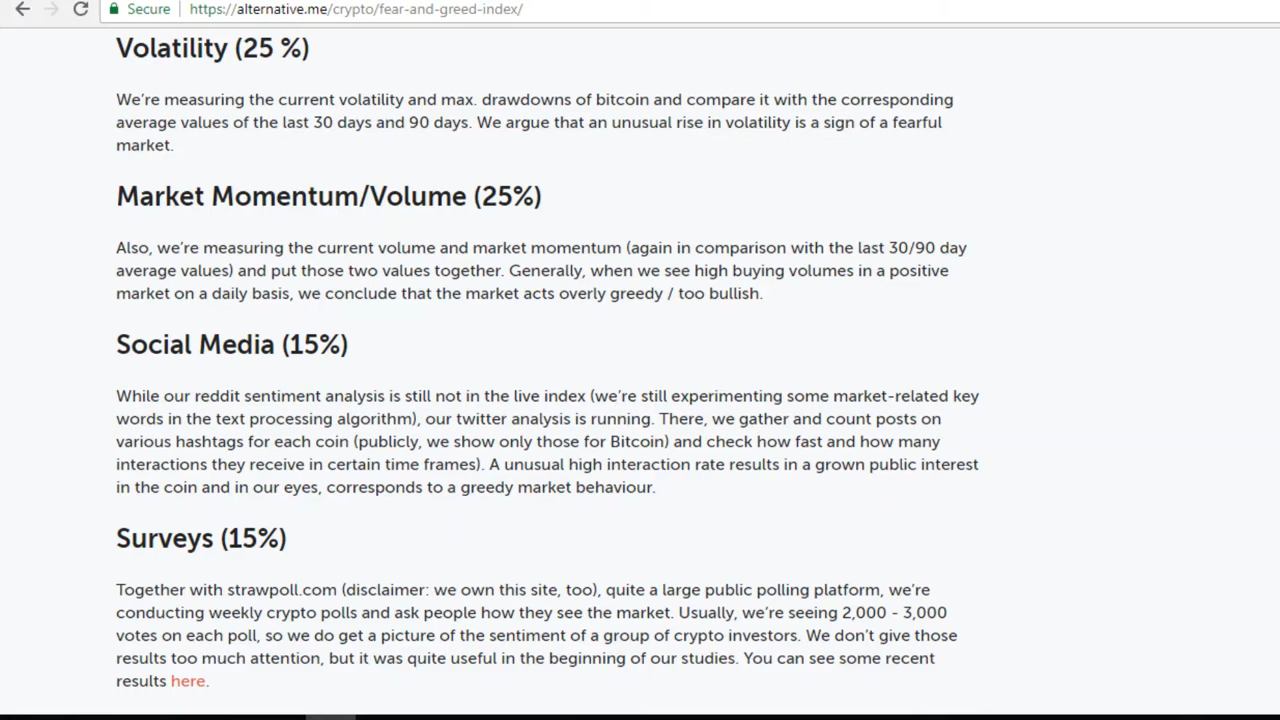 Secure
https://alternative.me/crypto/fear-and-greed-index/
Volatility (25 %)
We're measuring the current volatility and max. drawdowns of bitcoin and compare it with the corresponding
average values of the last 30 days and 90 days. We argue that an unusual rise in volatility is a sign of a fearful
market.
Market Momentum/Volume (25%)
Also, we're measuring the current volume and market momentum (again in comparison with the last 30/90 day
average values) and put those two values together. Generally, when we see high buying volumes in a positive
market on a daily basis, we conclude that the market acts overly greedy / too bullish.
Social Media (15%)
While our reddit sentiment analysis is still not in the live index (we're still experimenting some market-related key
words in the text processing algorithm), our twitter analysis is running. There, we gather and count posts on
various hashtags for each coin (publicly, we show only those for Bitcoin) and check how fast and how many
interactions they receive in certain time frames). A unusual high interaction rate results in a grown public interest
in the coin and in our eyes, corresponds to a greedy market behaviour.
Surveys (15%)
Together with strawpoll.com (disclaimer: we own this site, too), quite a large public polling platform, we're
conducting weekly crypto polls and ask people how they see the market. Usually, we're seeing 2,000 - 3,000
votes on each poll, so we do get a picture of the sentiment of a group of crypto investors. We don't give those
results too much attention, but it was quite useful in the beginning of our studies. You can see some recent
results here.